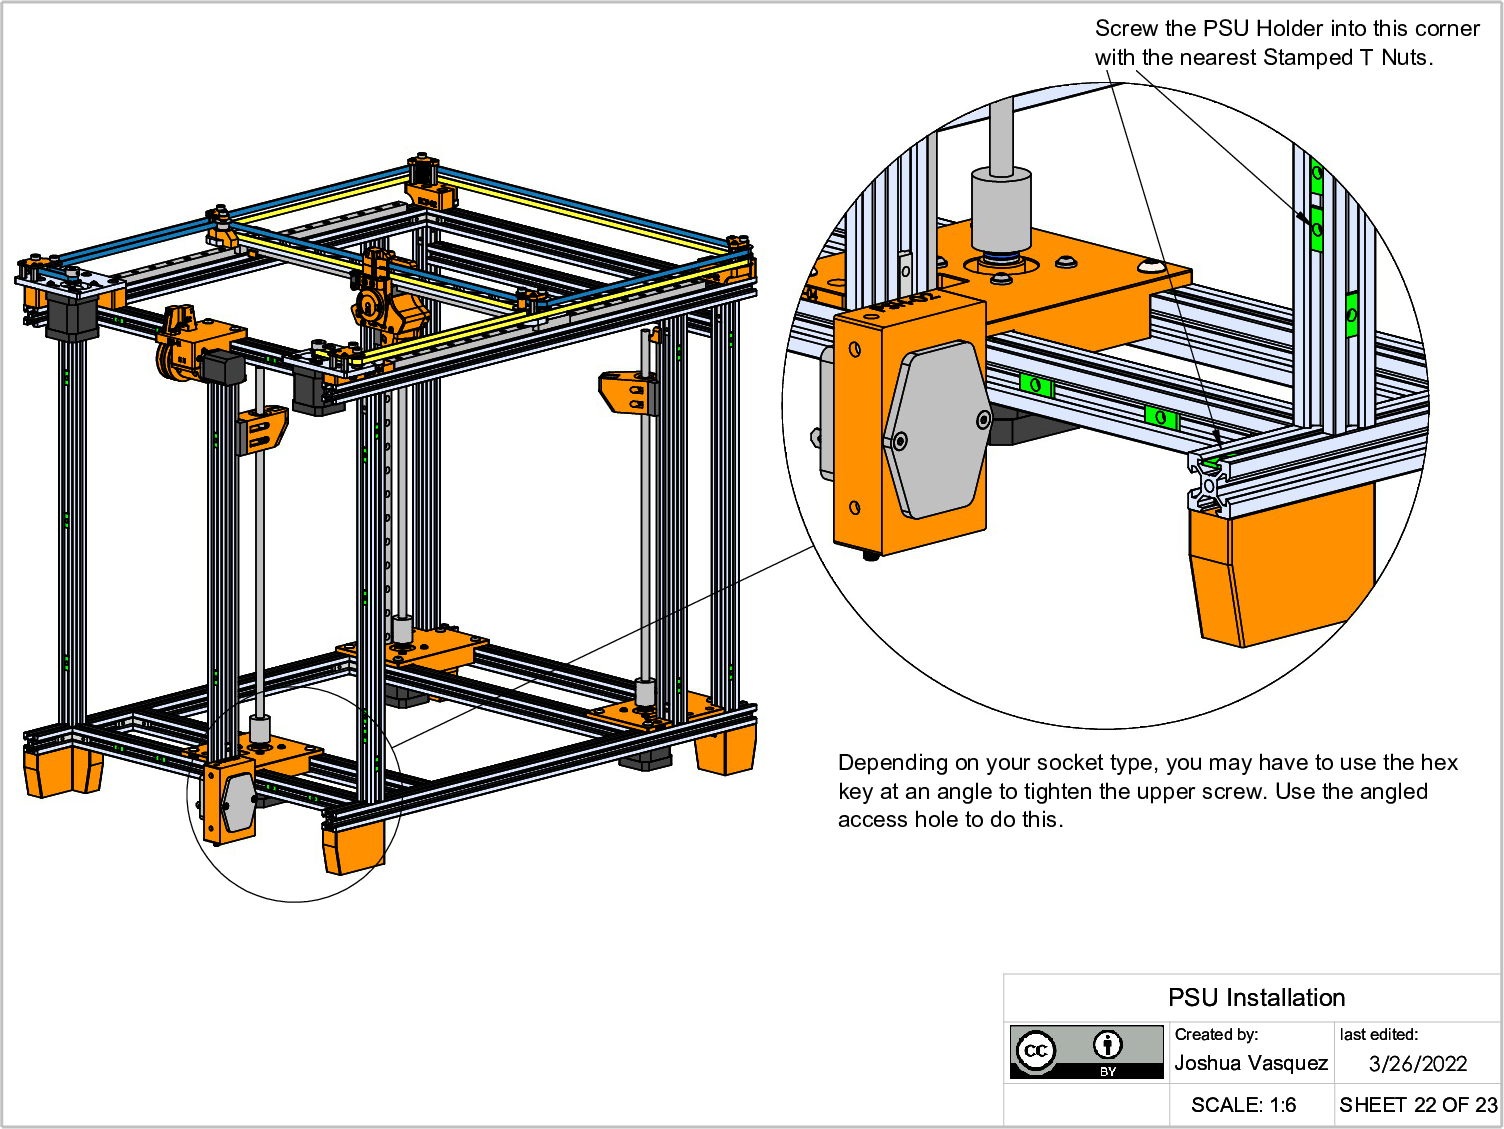 Screw the PSU Holder into this corner
with the nearest Stamped T Nuts.
Depending on your socket type, you may have to use the hex
key at an angle to tighten the upper screw. Use the angled
access hole to do this.
PSU Installation
CC
BY
Created by:
Joshua Vasquez
last edited:
3/26/2022
SCALE: 1:6
SHEET 22 OF 23